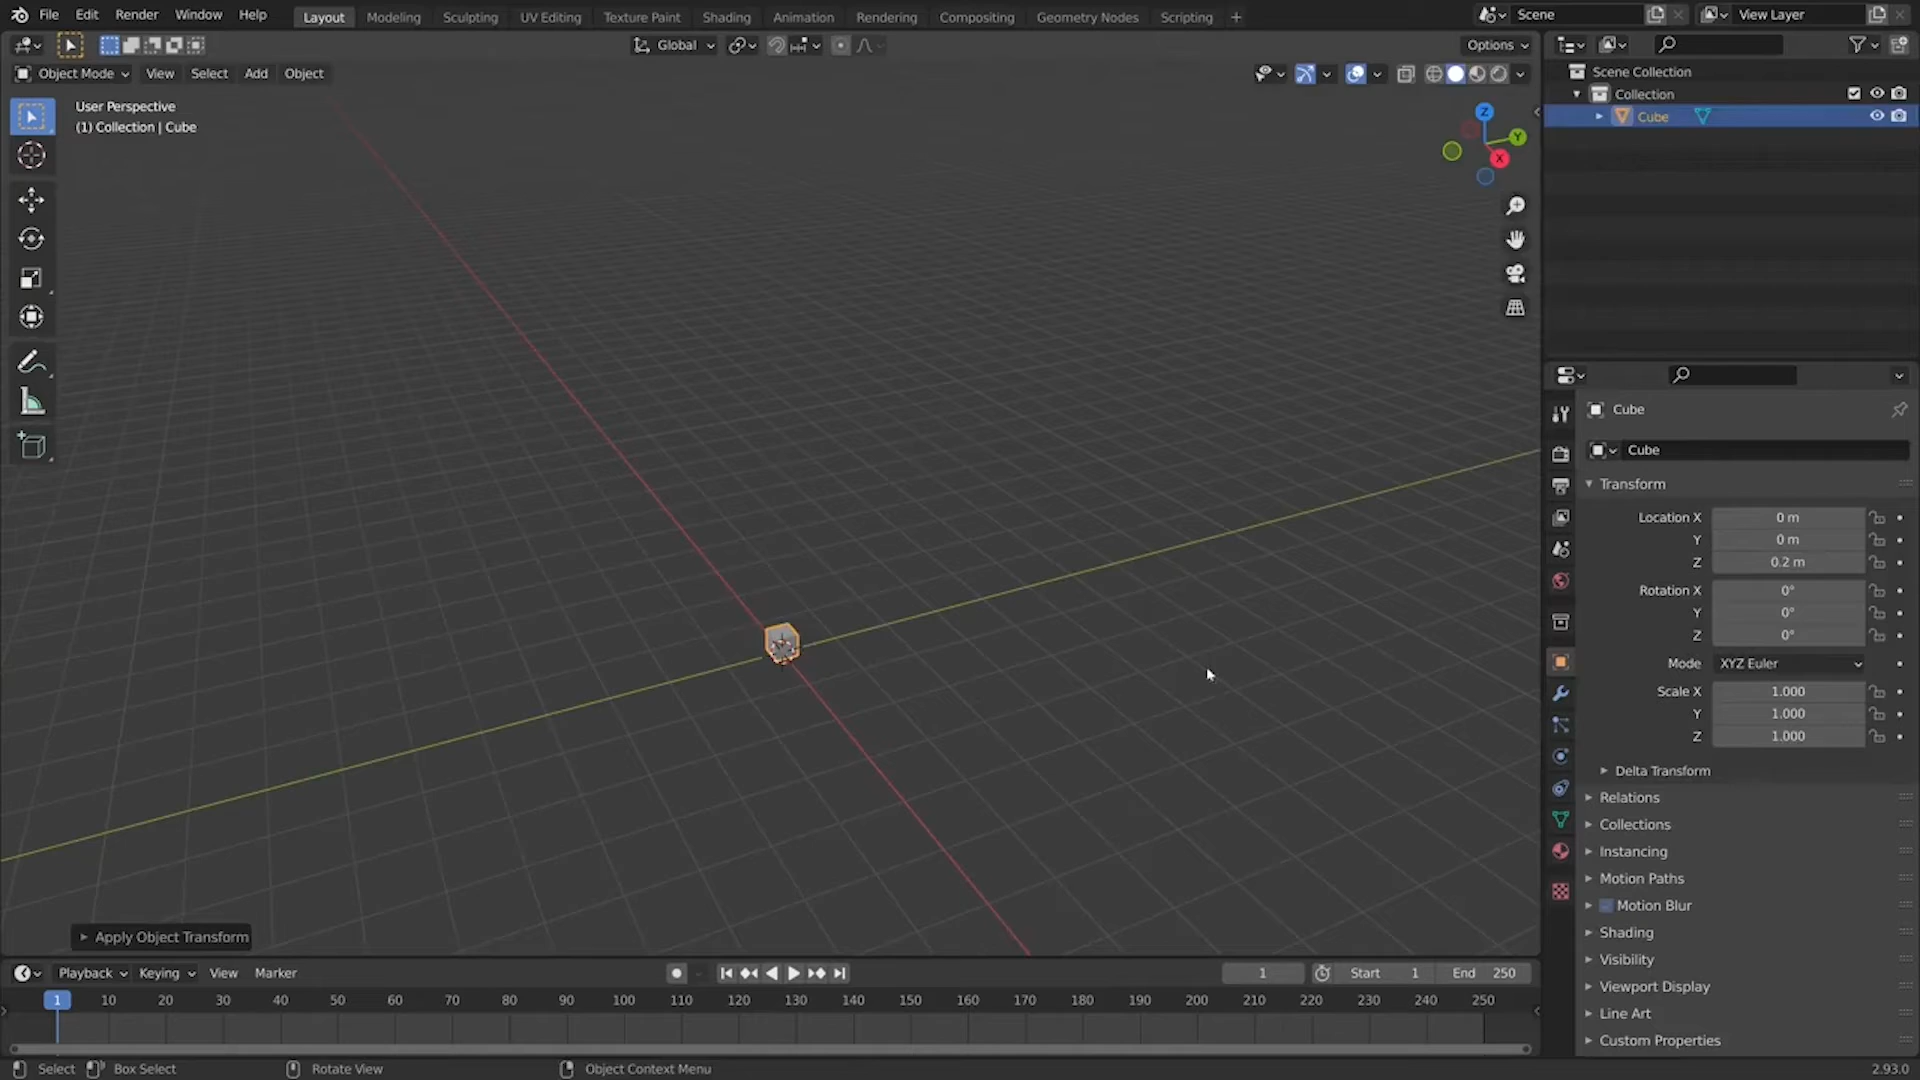 File Edit Render Window Help Layout Modeling Sculpting UV Editing Texture Paint Shading Animation Rendering Compositing Geometry Nodes Scripting + Scene View Layer
Global Options
Object Mode View Select Add Object
User Perspective
(1) Collection | Cube
Z
Y
X
Scene Collection
Collection
Cube
Cube
Cube
Transform
Location X 0 m
Y 0 m
Z 0.2 m
Rotation X 0°
Y 0°
Z 0°
Mode XYZ Euler
Scale X 1.000
Y 1.000
Z 1.000
Delta Transform
Relations
Collections
Instancing
Motion Paths
Motion Blur
Shading
Visibility
Viewport Display
Line Art
Custom Properties
Apply Object Transform
Playback Keying View Marker 1 Start 1 End 250
1 10 20 30 40 50 60 70 80 90 100 110 120 130 140 150 160 170 180 190 200 210 220 230 240 250
Select Box Select Rotate View Object Context Menu 2.93.0